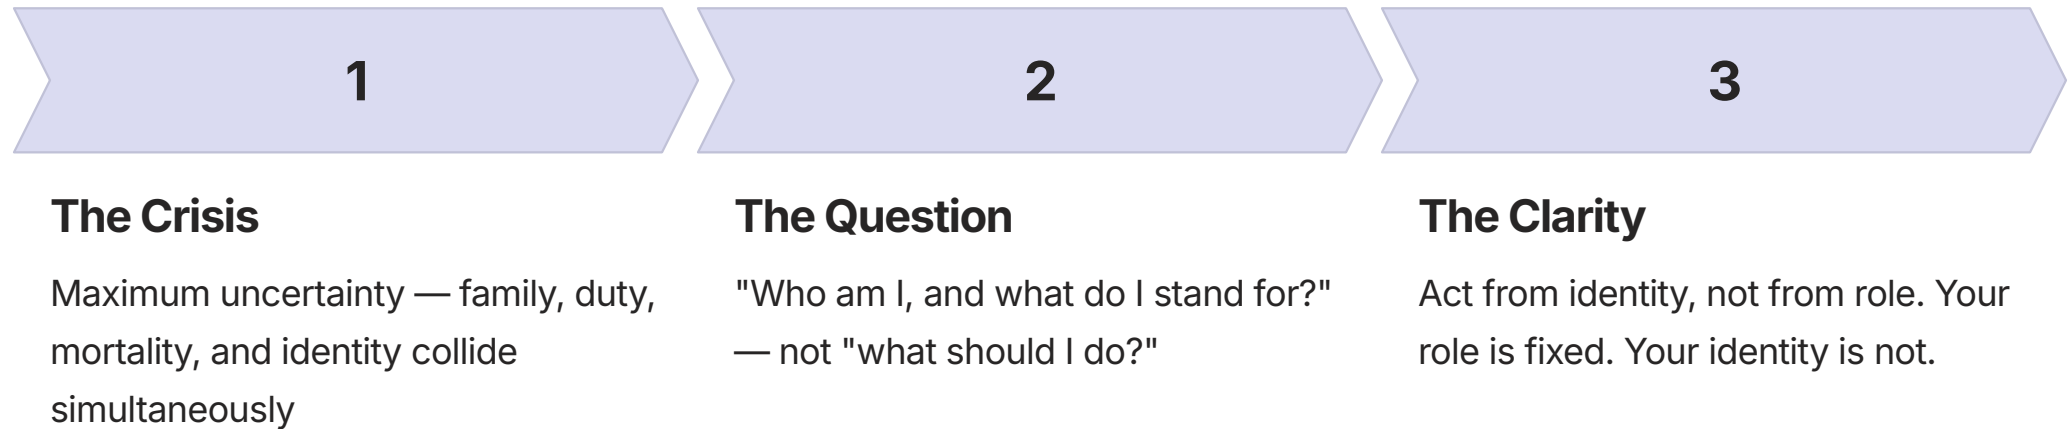 1
2
3
The Crisis
Maximum uncertainty — family, duty,
mortality, and identity collide
simultaneously
The Question
"Who am I, and what do I stand for?"
— not "what should I do?"
The Clarity
Act from identity, not from role. Your
role is fixed. Your identity is not.